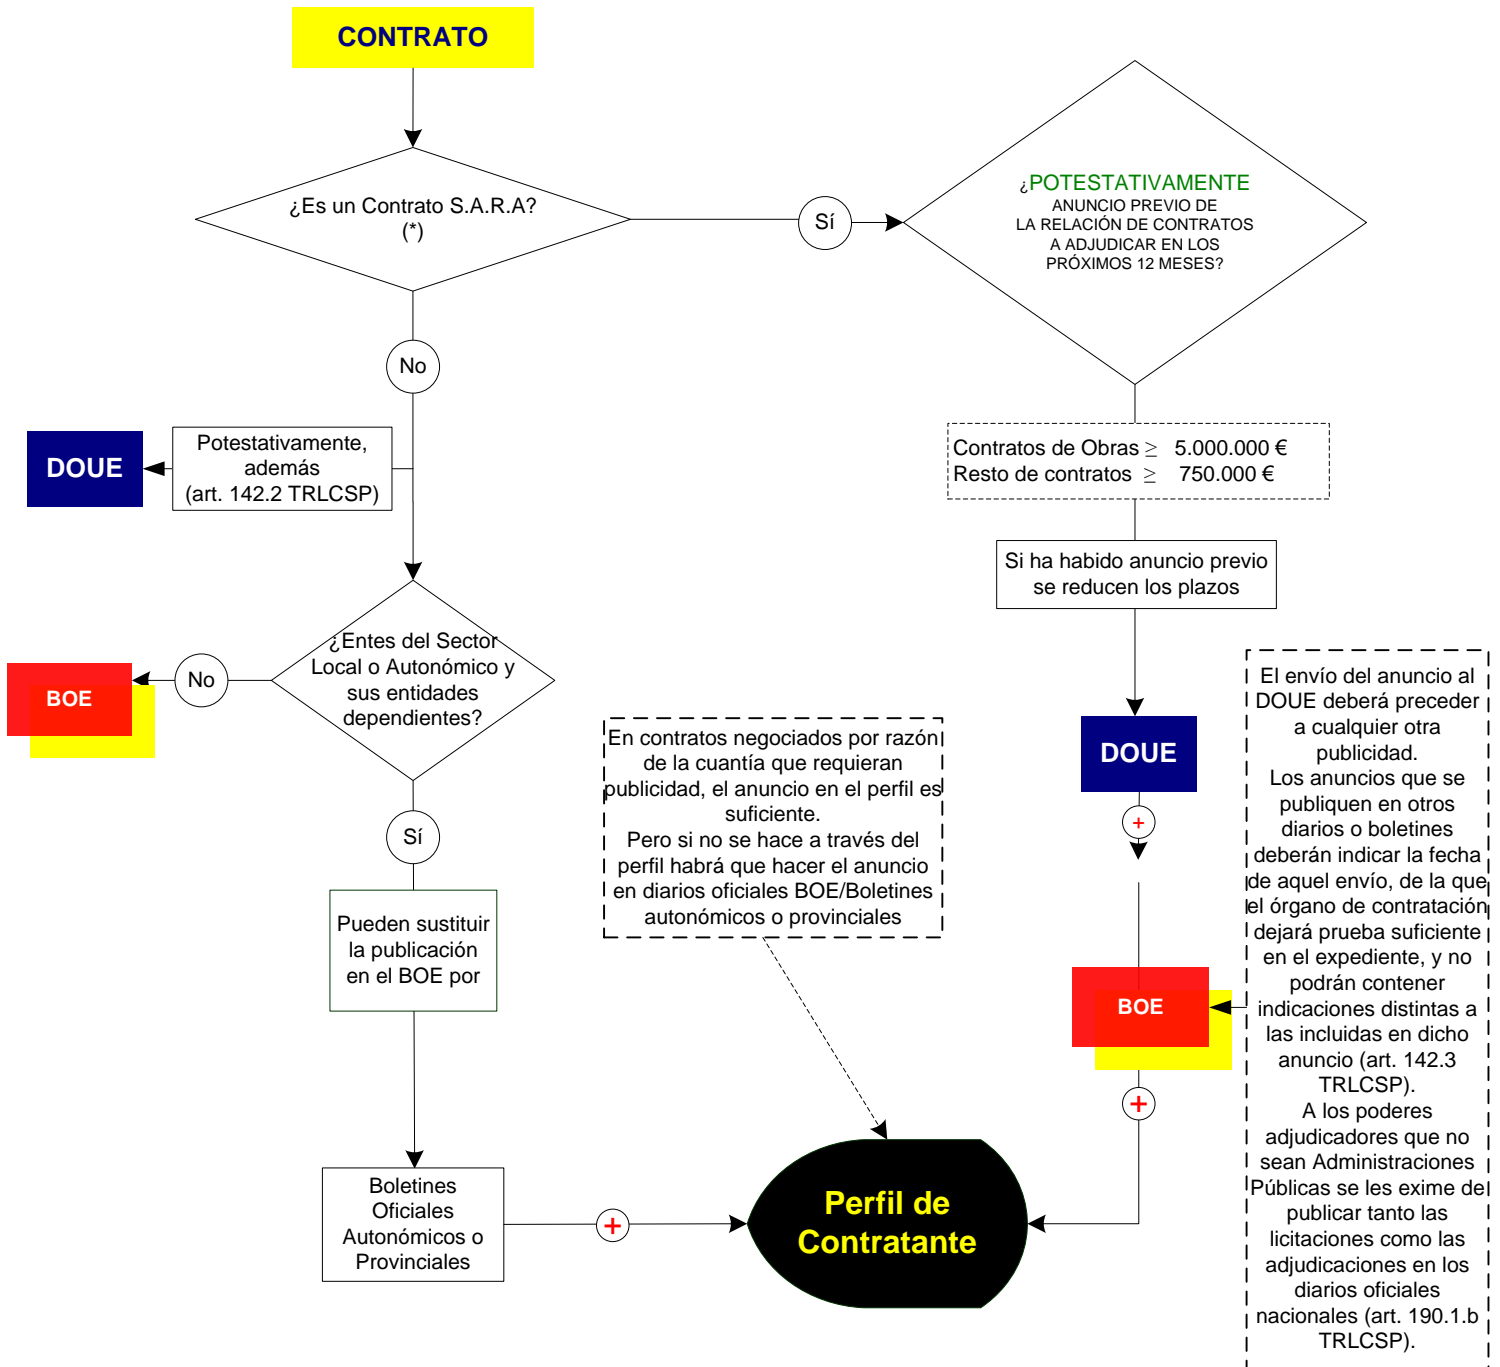 CONTRATO
¿Es un Contrato S.A.R.A?
(*)
Sí
¿POTESTATIVAMENTE
ANUNCIO PREVIO DE
LA RELACIÓN DE CONTRATOS
A ADJUDICAR EN LOS
PRÓXIMOS 12 MESES?
No
DOUE
Potestativamente,
además
(art. 142.2 TRLCSP)
Contratos de Obras ≥ 5.000.000 €
Resto de contratos ≥ 750.000 €
Si ha habido anuncio previo
se reducen los plazos
¿Entes del Sector
Local o Autonómico y
sus entidades
dependientes?
No
BOE
Sí
Pueden sustituir
la publicación
en el BOE por
Boletines
Oficiales
Autonómicos o
Provinciales
+
En contratos negociados por razón
de la cuantía que requieran
publicidad, el anuncio en el perfil es
suficiente.
Pero si no se hace a través del
perfil habrá que hacer el anuncio
en diarios oficiales BOE/Boletines
autonómicos o provinciales
Perfil de
Contratante
DOUE
+
BOE
+
El envío del anuncio al
DOUE deberá preceder
a cualquier otra
publicidad.
Los anuncios que se
publiquen en otros
diarios o boletines
deberán indicar la fecha
de aquel envío, de la que
el órgano de contratación
dejará prueba suficiente
en el expediente, y no
podrán contener
indicaciones distintas a
las incluidas en dicho
anuncio (art. 142.3
TRLCSP).
A los poderes
adjudicadores que no
sean Administraciones
Públicas se les exime de
publicar tanto las
licitaciones como las
adjudicaciones en los
diarios oficiales
nacionales (art. 190.1.b
TRLCSP).